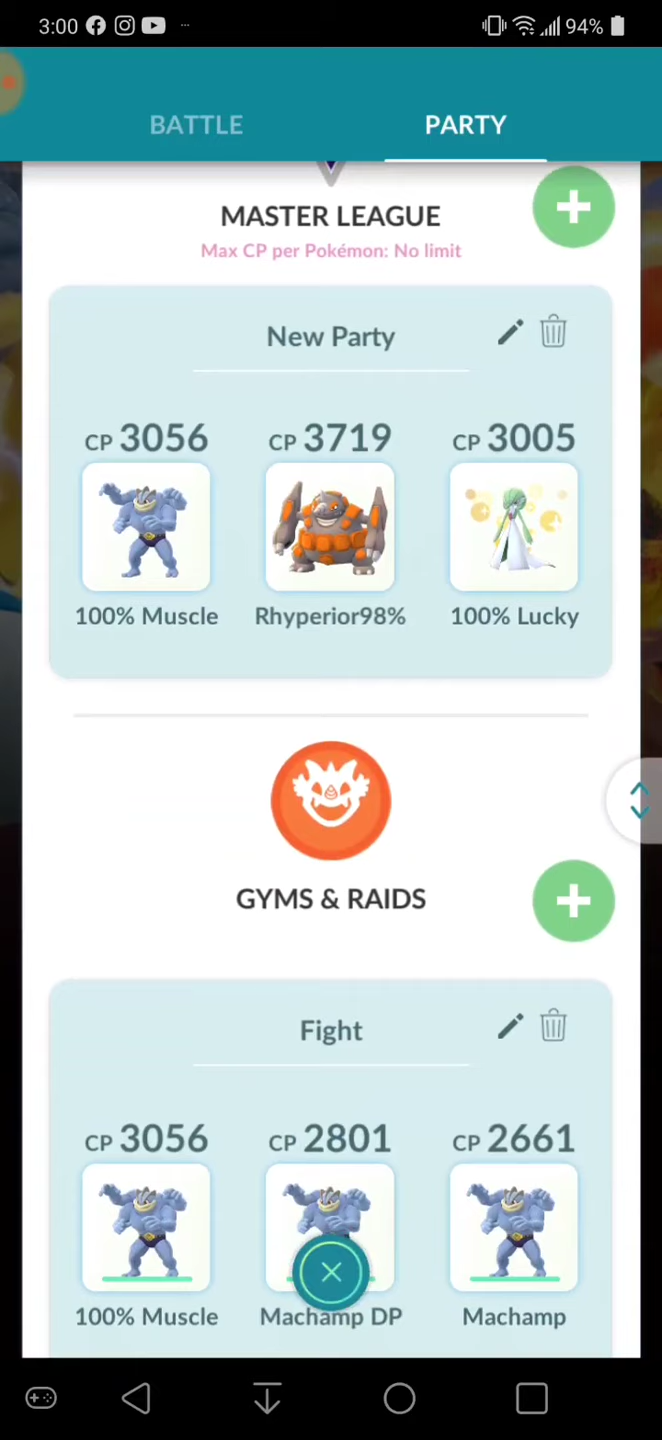 3:00 ... 94%
BATTLE PARTY
MASTER LEAGUE
Max CP per Pokémon: No limit
New Party
CP 3056 CP 3719 CP 3005
100% Muscle Rhyperior98% 100% Lucky
GYMS & RAIDS
Fight
CP 3056 CP 2801 CP 2661
100% Muscle Machamp DP Machamp